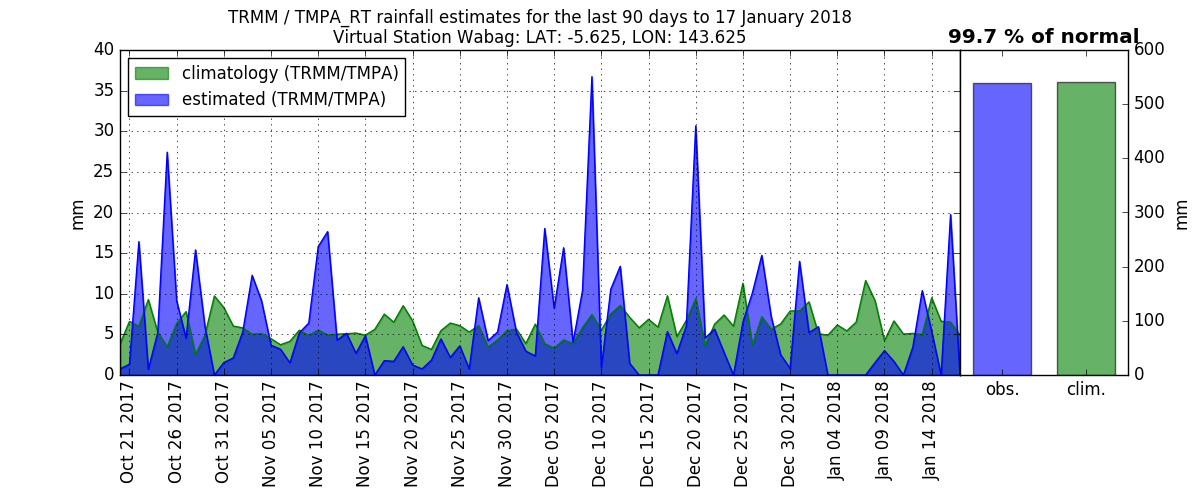 TRMM / TMPA_RT rainfall estimates for the last 90 days to 17 January 2018
Virtual Station Wabag: LAT: -5.625, LON: 143.625
99.7 % of normal
climatology (TRMM/TMPA)
estimated (TRMM/TMPA)
mm
40
35
30
25
20
15
10
5
0
Oct 21 2017
Oct 26 2017
Oct 31 2017
Nov 05 2017
Nov 10 2017
Nov 15 2017
Nov 20 2017
Nov 25 2017
Nov 30 2017
Dec 05 2017
Dec 10 2017
Dec 15 2017
Dec 20 2017
Dec 25 2017
Dec 30 2017
Jan 04 2018
Jan 09 2018
Jan 14 2018
obs.
clim.
600
500
400
300
200
100
0
mm